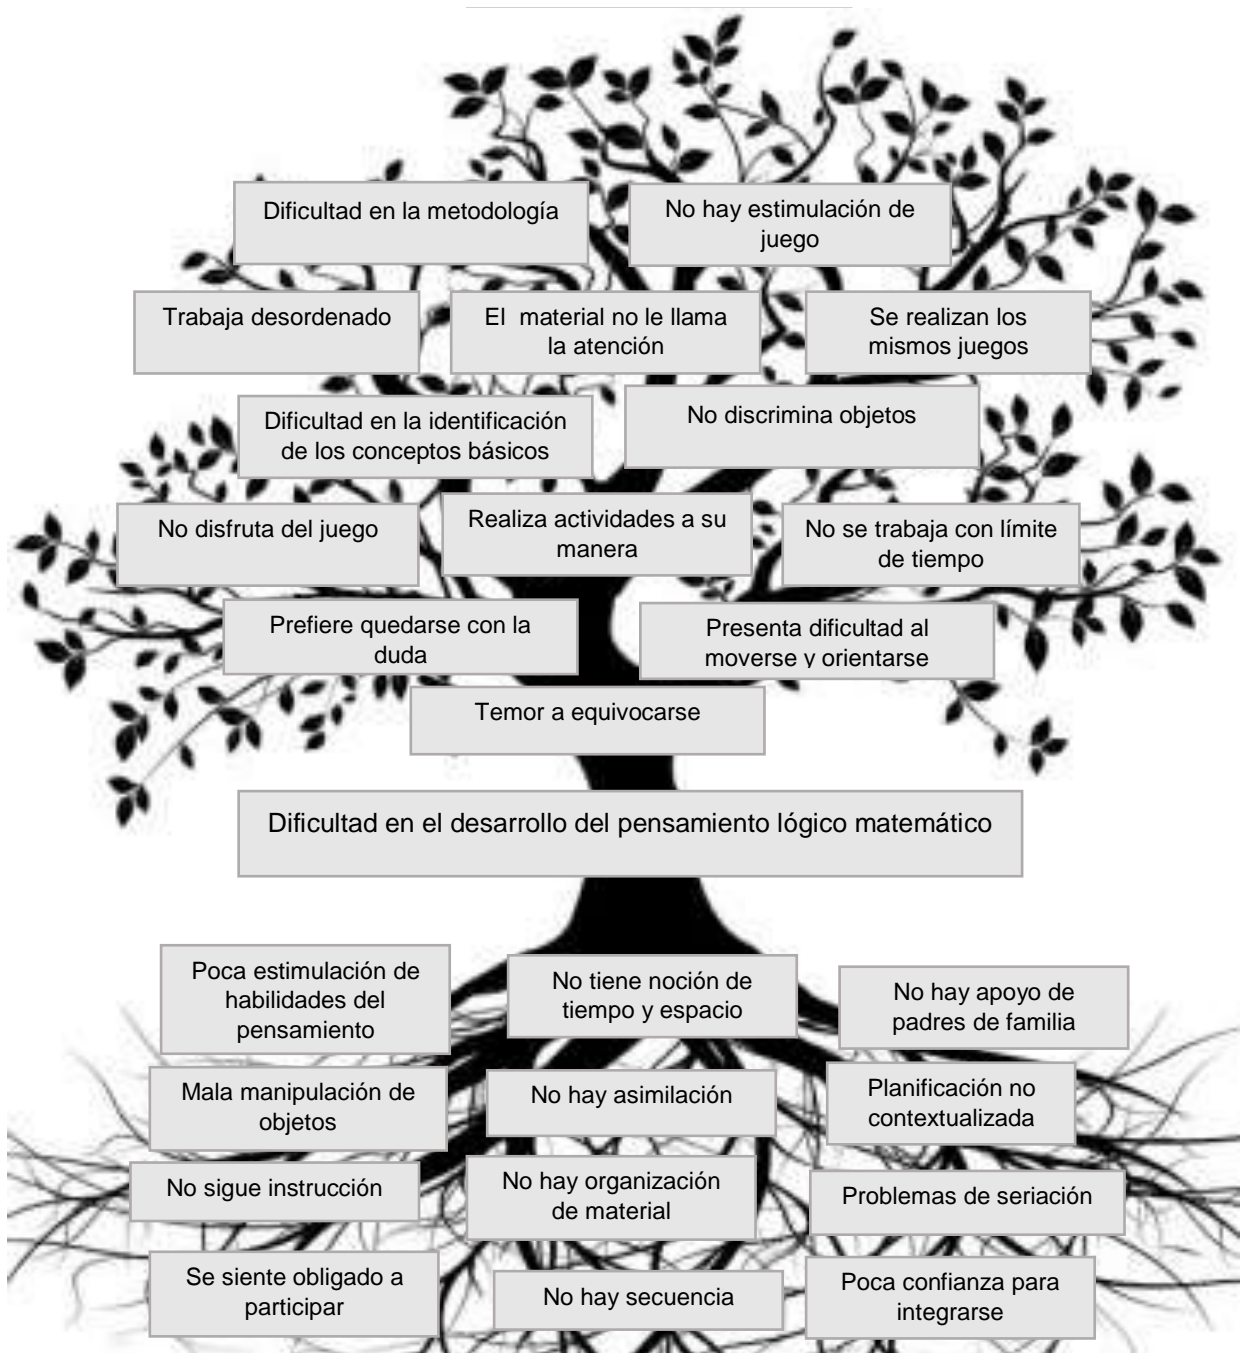 Dificultad en la metodología
No hay estimulación de
juego
Trabaja desordenado
El material no le llama
la atención
Se realizan los
mismos juegos
Dificultad en la identificación
de los conceptos básicos
No discrimina objetos
No disfruta del juego
Realiza actividades a su
manera
No se trabaja con límite
de tiempo
Prefiere quedarse con la
duda
Presenta dificultad al
moverse y orientarse
Temor a equivocarse
Dificultad en el desarrollo del pensamiento lógico matemático
Poca estimulación de
habilidades del
pensamiento
No tiene noción de
tiempo y espacio
No hay apoyo de
padres de familia
Mala manipulación de
objetos
No hay asimilación
Planificación no
contextualizada
No sigue instrucción
No hay organización
de material
Problemas de seriación
Se siente obligado a
participar
No hay secuencia
Poca confianza para
integrarse